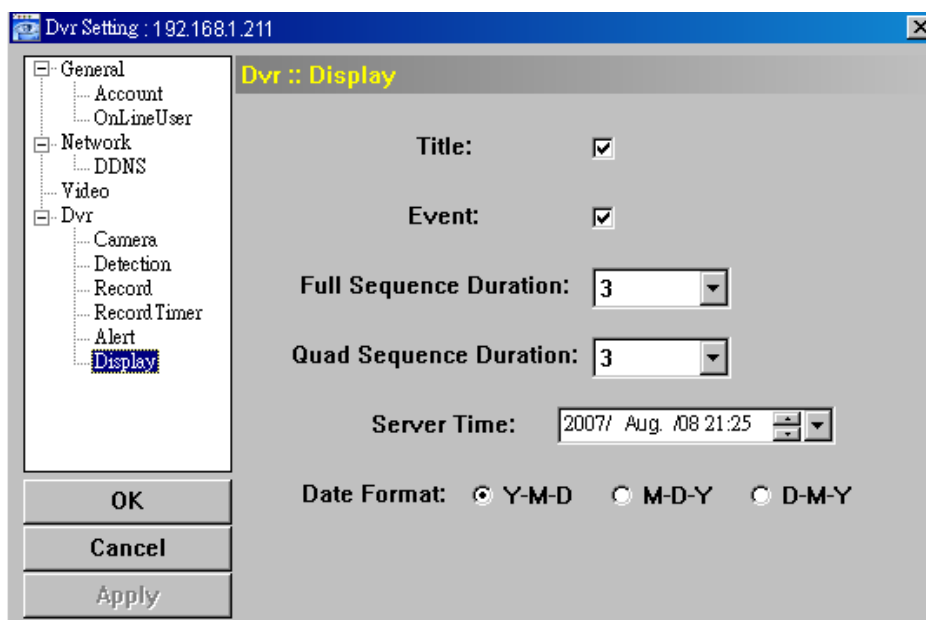 Dvr Setting : 192.168.1.211
General
Account
OnLineUser
Network
DDNS
Video
Dvr
Camera
Detection
Record
Record Timer
Alert
Display
OK
Cancel
Apply
Dvr :: Display
Title:
Event:
Full Sequence Duration: 3
Quad Sequence Duration: 3
Server Time: 2007/ Aug. /08 21:25
Date Format: Y-M-D M-D-Y D-M-Y